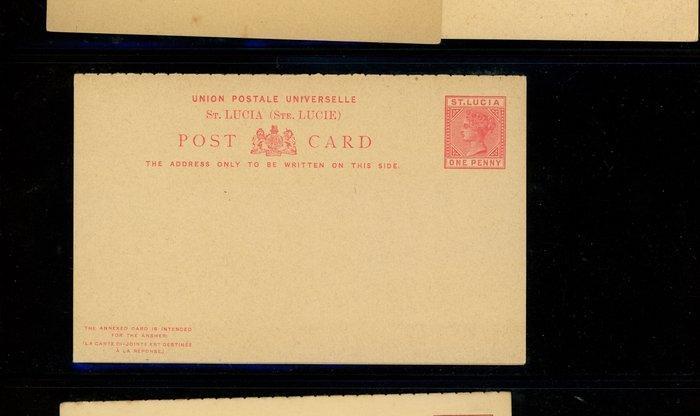 UNION POSTALE UNIVERSELLE
ST. LUCIA (STE. LUCIE)
POST CARD
THE ADDRESS ONLY TO BE WRITTEN ON THIS SIDE.
ST. LUCIA
ONE PENNY
THE ANNEXED CARD IS INTENDED
FOR THE ANSWER.
(LA CARTE CI-JOINTE EST DESTINÉE
À LA RÉPONSE.)